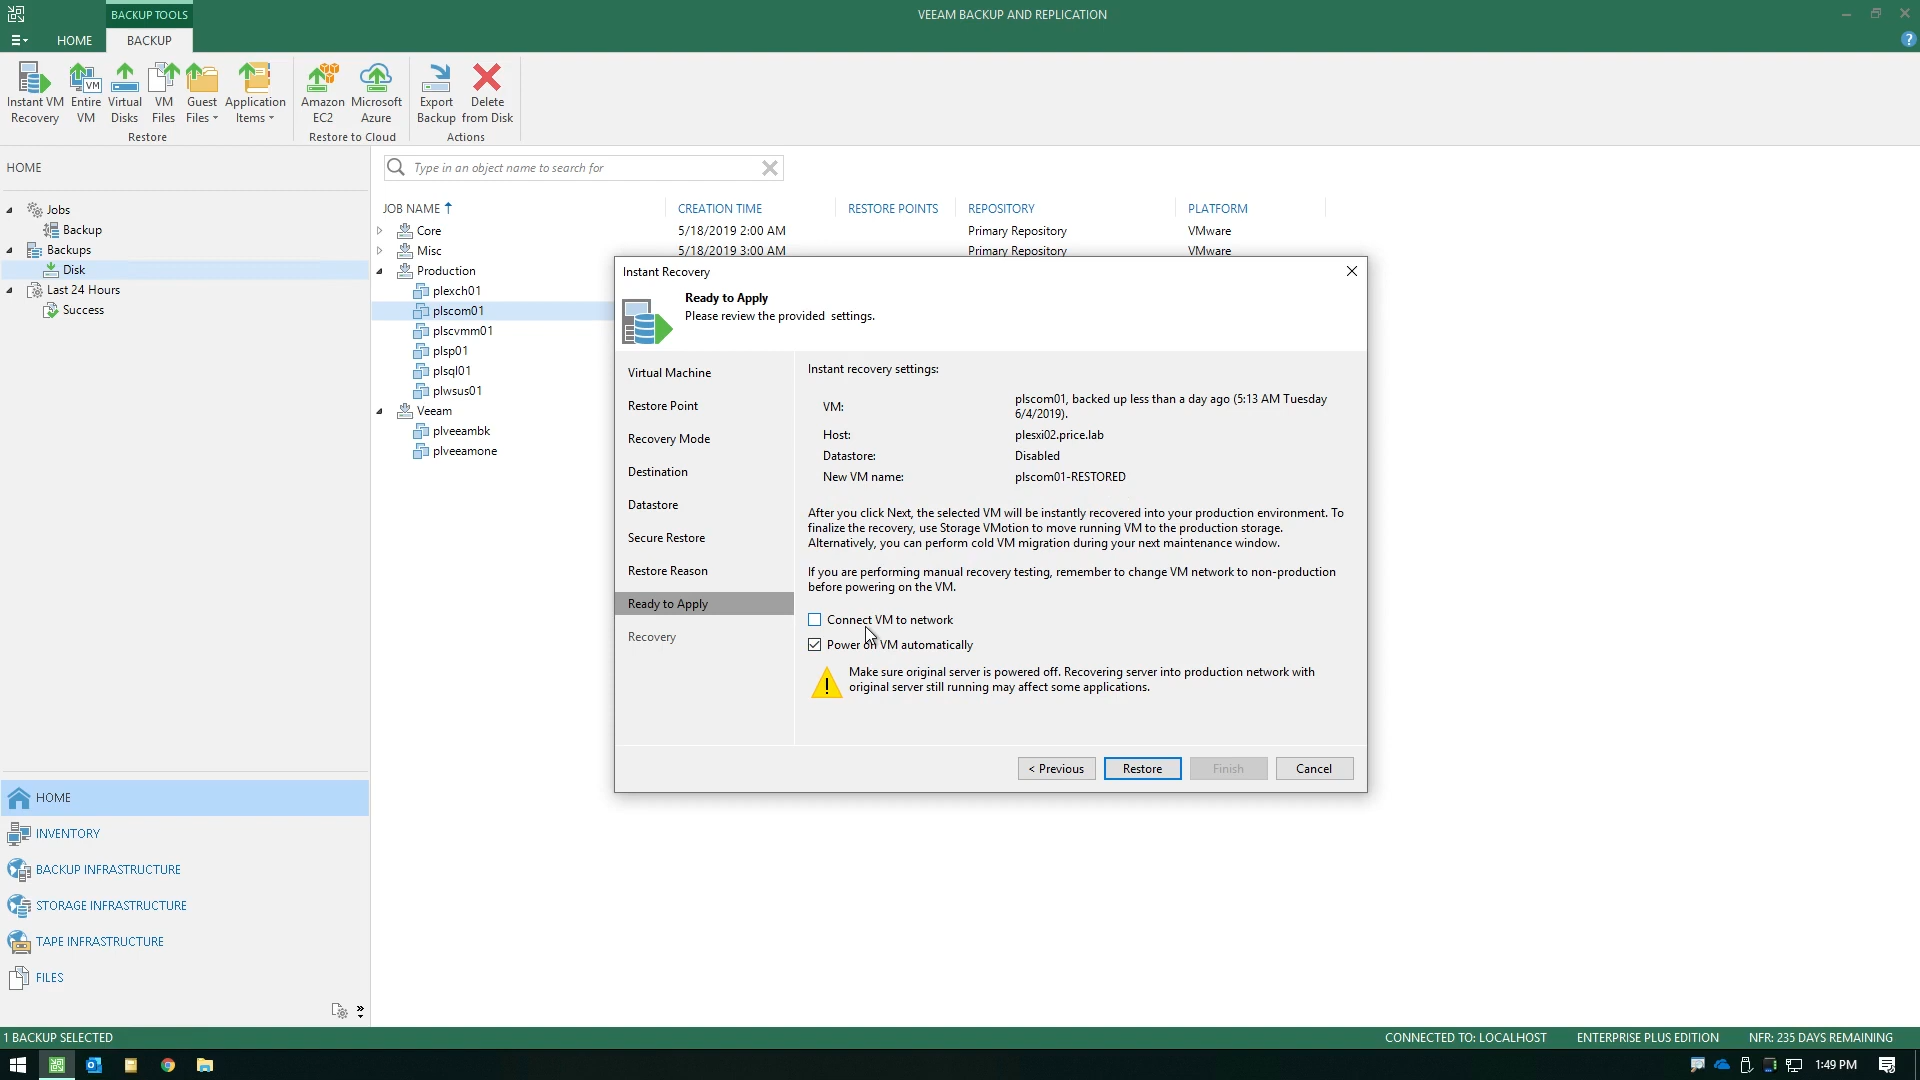 BACKUP TOOLS
VEEAM BACKUP AND REPLICATION
HOME
BACKUP
Instant VM
Recovery
Entire
VM
Virtual
Disks
VM
Files
Guest
Files
Application
Items
Restore
Amazon
EC2
Microsoft
Azure
Restore to Cloud
Export
Backup
Delete
from Disk
Actions
HOME
Jobs
Backup
Backups
Disk
Last 24 Hours
Success
Type in an object name to search for
JOB NAME
CREATION TIME
RESTORE POINTS
REPOSITORY
PLATFORM
Core
5/18/2019 2:00 AM
Primary Repository
VMware
Misc
5/18/2019 3:00 AM
Primary Repository
VMware
Production
plexch01
plscom01
plscvmm01
plsp01
plsql01
plwsus01
Veeam
plveeambk
plveeamone
Instant Recovery
Ready to Apply
Please review the provided settings.
Virtual Machine
Restore Point
Recovery Mode
Destination
Datastore
Secure Restore
Restore Reason
Ready to Apply
Recovery
Instant recovery settings:
VM:
plscom01, backed up less than a day ago (5:13 AM Tuesday
6/4/2019).
Host:
plesxi02.price.lab
Datastore:
Disabled
New VM name:
plscom01-RESTORED
After you click Next, the selected VM will be instantly recovered into your production environment. To
finalize the recovery, use Storage VMotion to move running VM to the production storage.
Alternatively, you can perform cold VM migration during your next maintenance window.
If you are performing manual recovery testing, remember to change VM network to non-production
before powering on the VM.
Connect VM to network
Power on VM automatically
Make sure original server is powered off. Recovering server into production network with
original server still running may affect some applications.
< Previous
Restore
Finish
Cancel
HOME
INVENTORY
BACKUP INFRASTRUCTURE
STORAGE INFRASTRUCTURE
TAPE INFRASTRUCTURE
FILES
1 BACKUP SELECTED
CONNECTED TO: LOCALHOST
ENTERPRISE PLUS EDITION
NFR: 235 DAYS REMAINING
1:49 PM